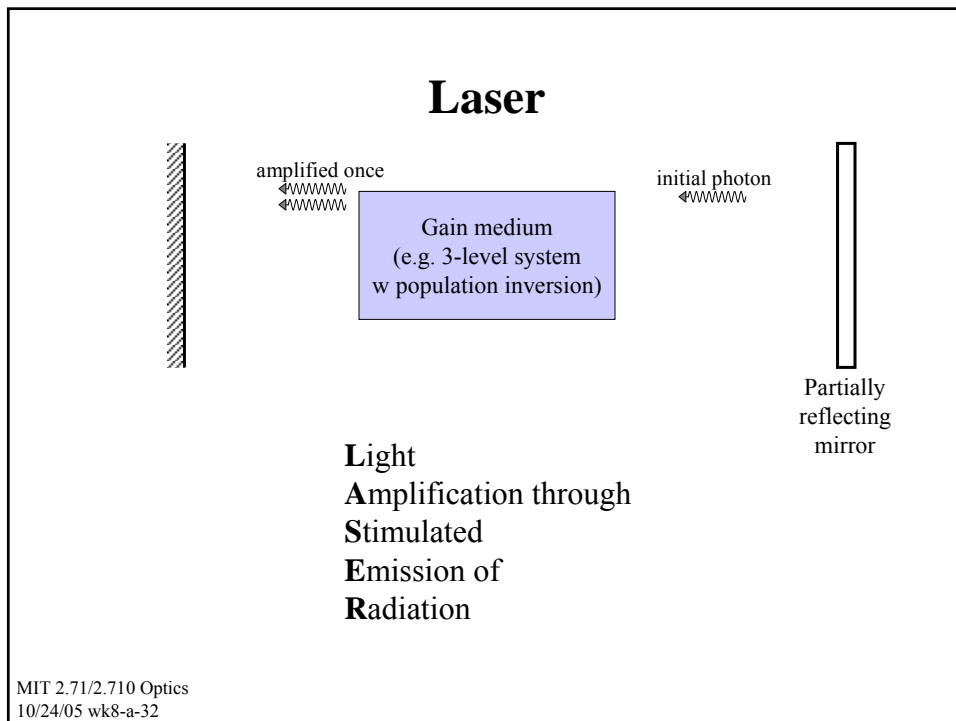 Laser
amplified once
initial photon
Gain medium
(e.g. 3-level system
w population inversion)
Partially
reflecting
mirror
Light
Amplification through
Stimulated
Emission of
Radiation
MIT 2.71/2.710 Optics
10/24/05 wk8-a-32